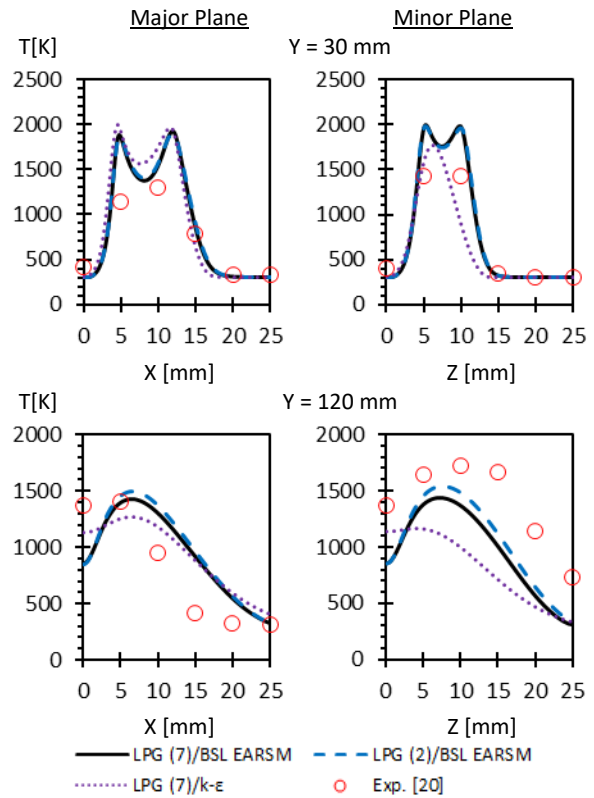 Major Plane Minor Plane
T[K] Y = 30 mm
2500 2500
2000 2000
1500 1500
1000 1000
500 500
0 0
0 5 10 15 20 25 0 5 10 15 20 25
X [mm] Z [mm]
T[K] Y = 120 mm
2000 2000
1500 1500
1000 1000
500 500
0 0
0 5 10 15 20 25 0 5 10 15 20 25
X [mm] Z [mm]
LPG (7)/BSL EARSM LPG (2)/BSL EARSM
LPG (7)/k-ε Exp. [20]